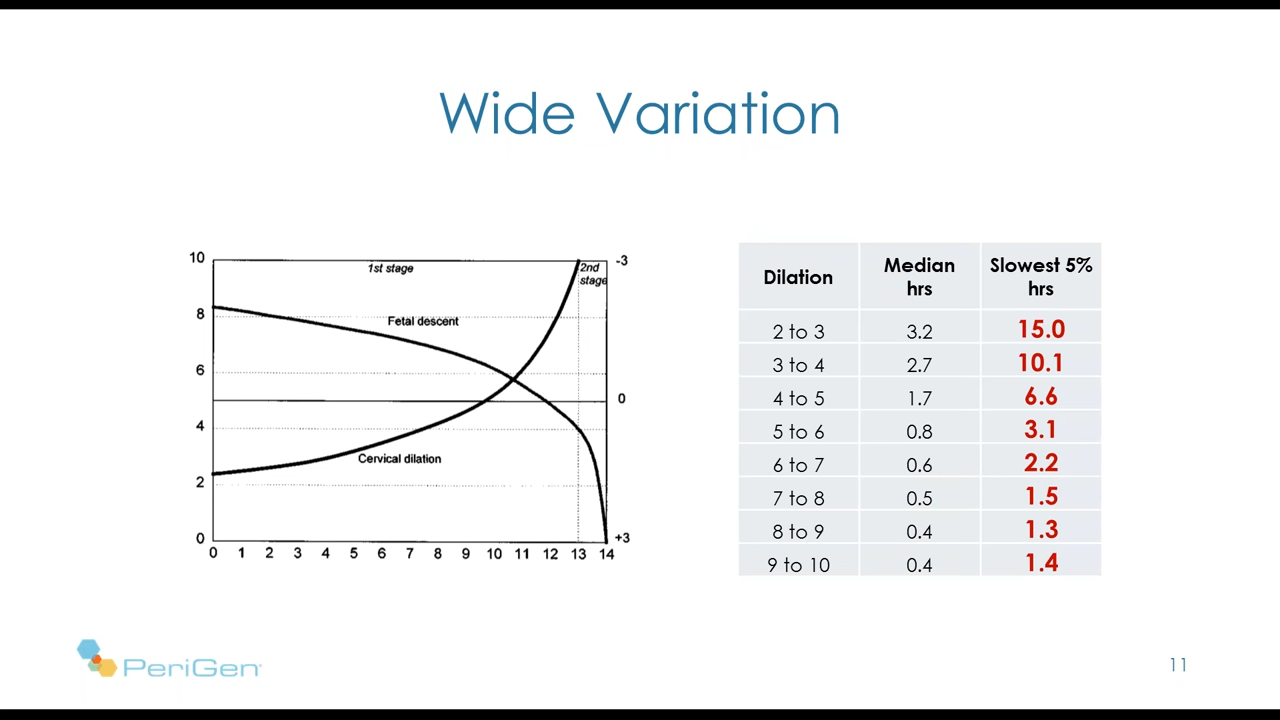 Wide Variation
10
8
6
4
2
0
1st stage
2nd
stage
Fetal descent
Cervical dilation
-3
0
+3
0 1 2 3 4 5 6 7 8 9 10 11 12 13 14
Dilation Median hrs Slowest 5% hrs
2 to 3 3.2 15.0
3 to 4 2.7 10.1
4 to 5 1.7 6.6
5 to 6 0.8 3.1
6 to 7 0.6 2.2
7 to 8 0.5 1.5
8 to 9 0.4 1.3
9 to 10 0.4 1.4
PeriGen
11